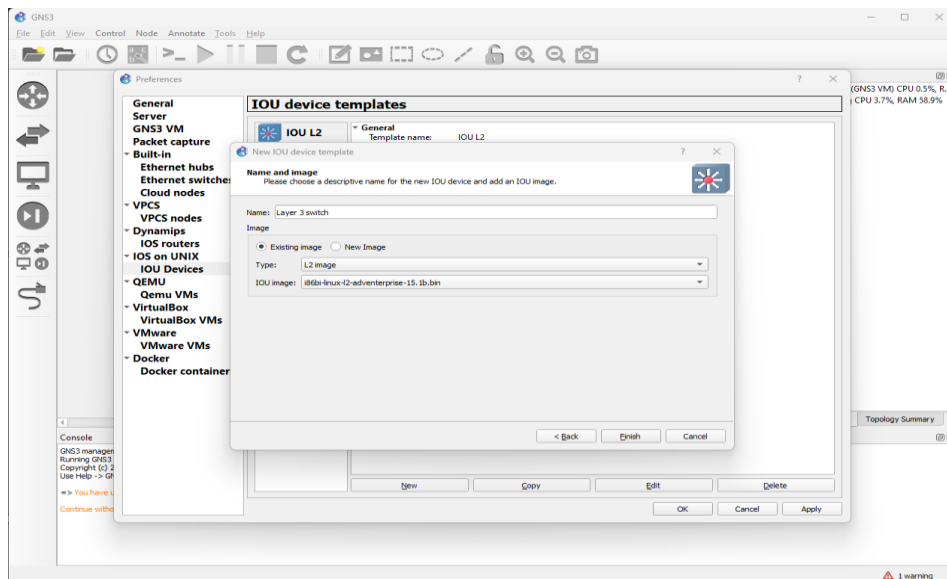 GNS3
File Edit View Control Node Annotate Tools Help
Preferences
(GNS3 VM) CPU 0.5%, R.
CPU 3.7%, RAM 58.9%
General
Server
GNS3 VM
Packet capture
Built-in
Ethernet hubs
Ethernet switches
Cloud nodes
VPCS
VPCS nodes
Dynamips
IOS routers
IOS on UNIX
IOU Devices
QEMU
Qemu VMs
VirtualBox
VirtualBox VMs
VMware
VMware VMs
Docker
Docker container
IOU device templates
IOU L2
General
Template name: IOU L2
New IOU device template
Name and image
Please choose a descriptive name for the new IOU device and add an IOU image.
Name: Layer 3 switch
Image
Existing image New Image
Type: L2 image
IOU image: i86bi-linux-l2-adventerprise-15.1b.bin
< Back Finish Cancel
New Copy Edit Delete
OK Cancel Apply
Topology Summary
Console
GNS3 managem
Running GNS3
Copyright (c) 2
Use Help -> GN
=> You have u
Continue witho
1 warning